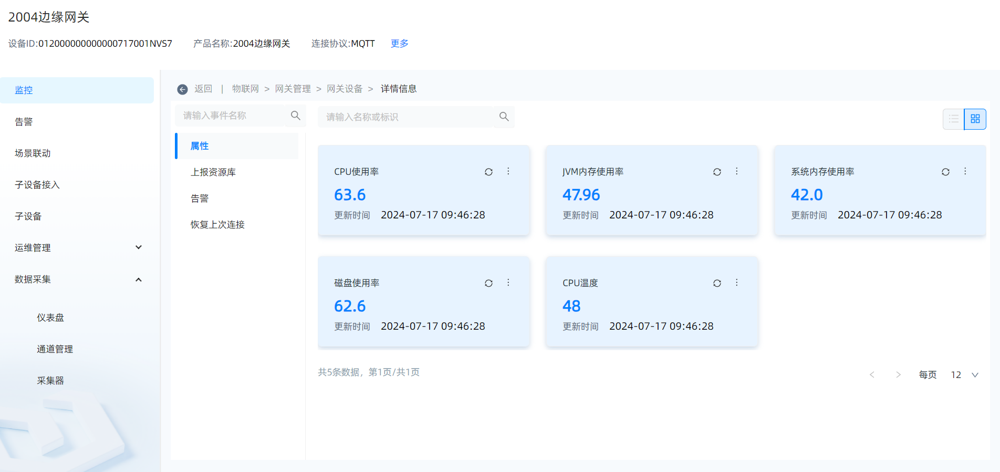 2004边缘网关
设备ID:012000000000000717001NVS7 产品名称:2004边缘网关 连接协议:MQTT 更多
监控
告警
场景联动
子设备接入
子设备
运维管理
数据采集
仪表盘
通道管理
采集器
返回 | 物联网 > 网关管理 > 网关设备 > 详情信息
请输入事件名称
属性
上报资源库
告警
恢复上次连接
请输入名称或标识
CPU使用率
63.6
更新时间 2024-07-17 09:46:28
JVM内存使用率
47.96
更新时间 2024-07-17 09:46:28
系统内存使用率
42.0
更新时间 2024-07-17 09:46:28
磁盘使用率
62.6
更新时间 2024-07-17 09:46:28
CPU温度
48
更新时间 2024-07-17 09:46:28
共5条数据，第1页/共1页
< > 每页 12